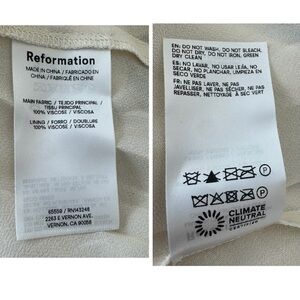 Reformation
MADE IN CHINA / FABRICADO EN
CHINA / FABRIQUÉ EN CHINE
MAIN FABRIC / TEJIDO PRINCIPAL /
TISSU PRINCIPAL
100% VISCOSE / VISCOSA
LINING / FORRO / DOUBLURE
100% VISCOSE / VISCOSA
65559 / RN143248
2263 E VERNON AVE.
VERNON, CA 90058
EN: DO NOT WASH, DO NOT BLEACH,
DO NOT DRY, DO NOT IRON, GREEN
DRY CLEAN
ES: NO LAVAR, NO USAR LEJÍA, NO
SECAR, NO PLANCHAR, LIMPIEZA EN
SECO VERDE
FR: NE PAS LAVER, NE PAS
JAVELLISER, NE PAS SÉCHER, NE PAS
REPASSER, NETTOYAGE À SEC VERT
P
P
CLIMATE
NEUTRAL
CERTIFIED